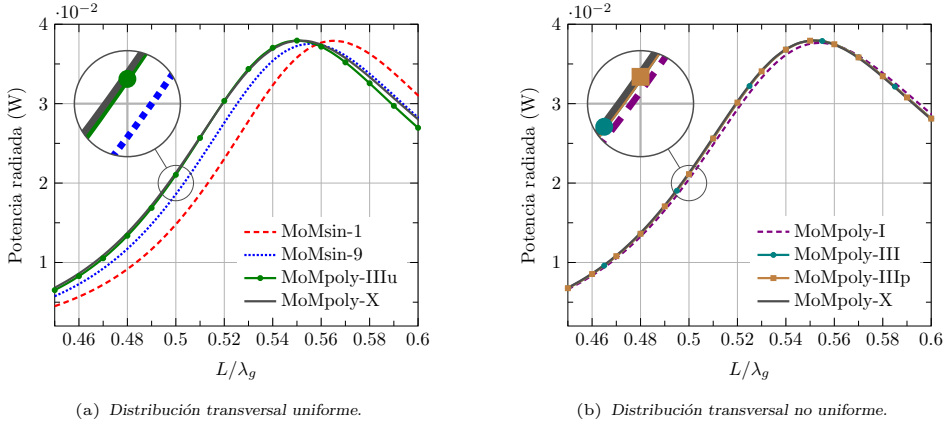 4 ·10⁻²
3
2
1
Potencia radiada (W)
MoMsin-1
MoMsin-9
MoMpoly-IIIu
MoMpoly-X
0.46 0.48 0.5 0.52 0.54 0.56 0.58 0.6
L/λg
(a) Distribución transversal uniforme.
4 ·10⁻²
3
2
1
Potencia radiada (W)
MoMpoly-I
MoMpoly-III
MoMpoly-IIIp
MoMpoly-X
0.46 0.48 0.5 0.52 0.54 0.56 0.58 0.6
L/λg
(b) Distribución transversal no uniforme.